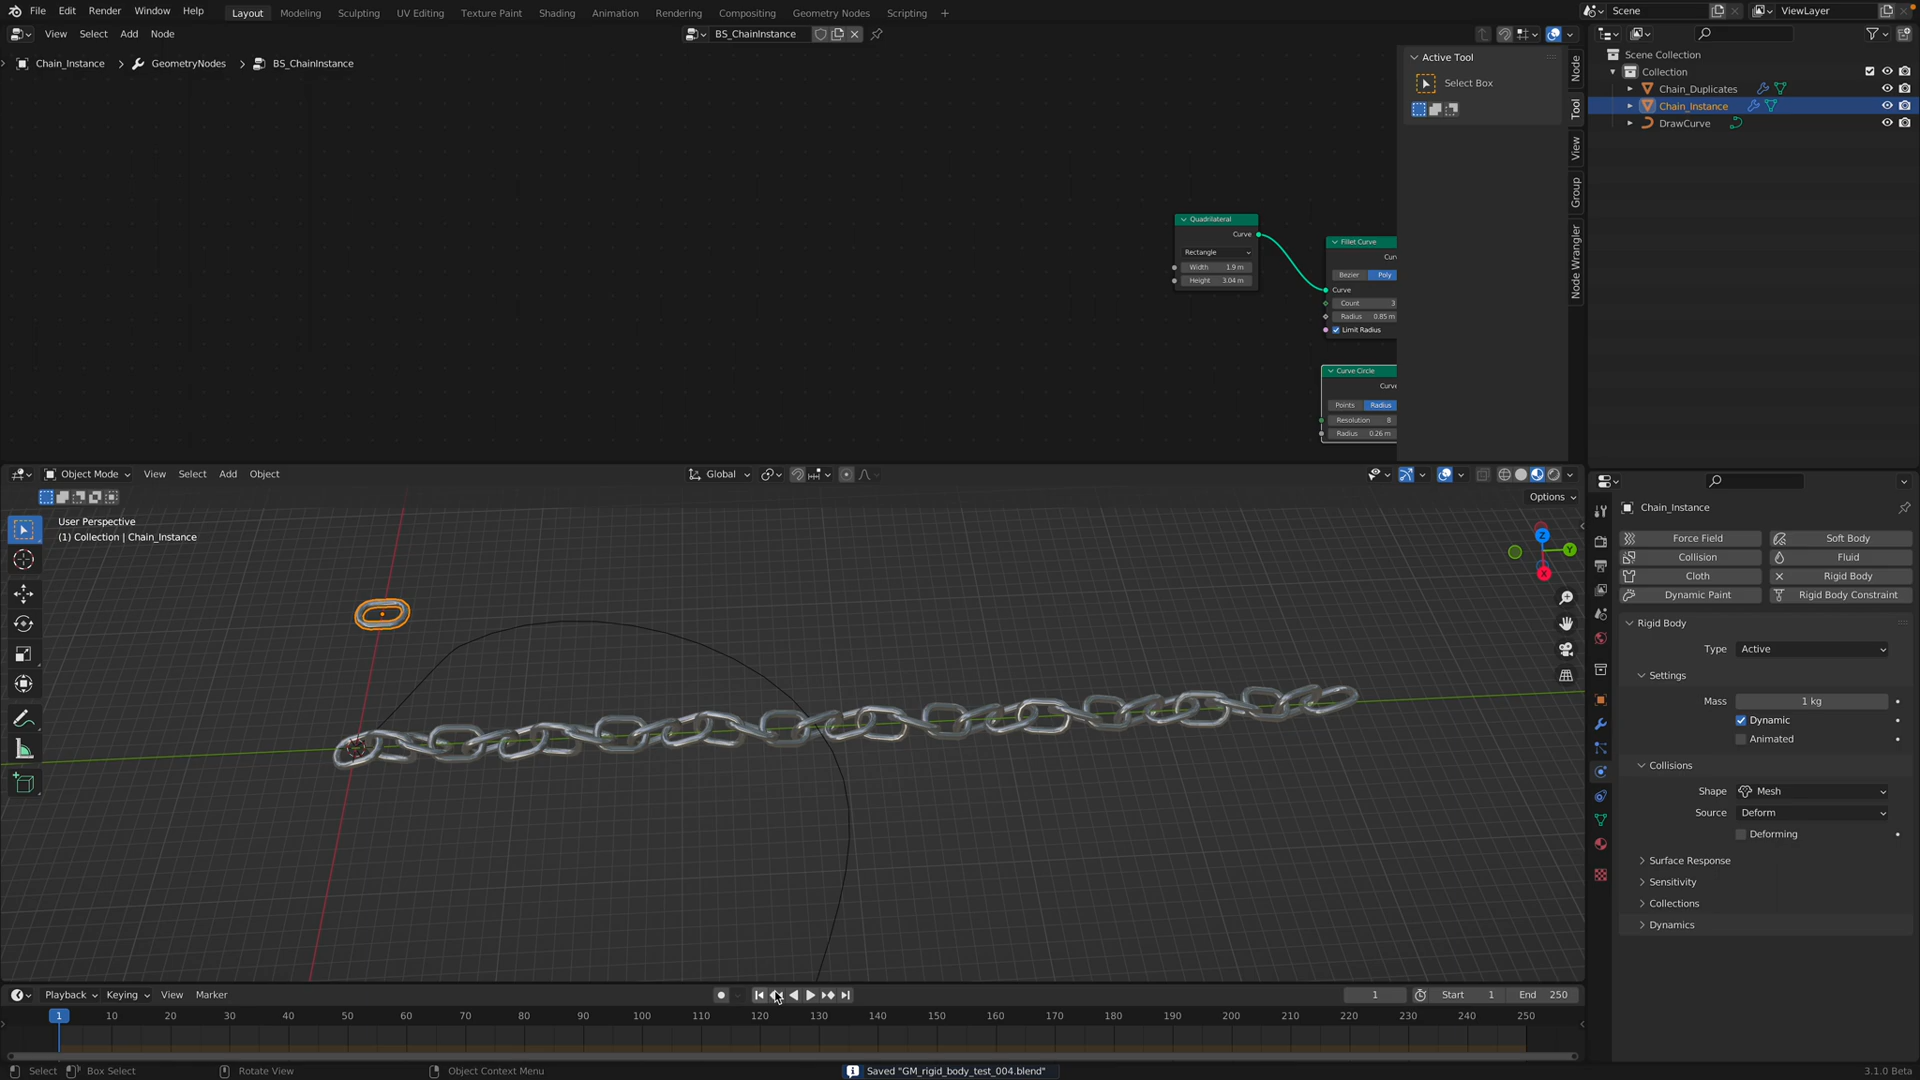 File Edit Render Window Help Layout Modeling Sculpting UV Editing Texture Paint Shading Animation Rendering Compositing Geometry Nodes Scripting + Scene ViewLayer
View Select Add Node BS_ChainInstance
Chain_Instance GeometryNodes BS_ChainInstance
Active Tool
Select Box
Node
Tool
View
Group
Node Wrangler
Quadrilateral
Curve
Rectangle
Width 1.9 m
Height 3.04 m
Fillet Curve
Curv
Bezier Poly
Curve
Count 3
Radius 0.85 m
Limit Radius
Curve Circle
Curve
Points Radius
Resolution 8
Radius 0.26 m
Scene Collection
Collection
Chain_Duplicates
Chain_Instance
DrawCurve
Object Mode View Select Add Object Global
Options
User Perspective
(1) Collection | Chain_Instance
Z
Y
X
Chain_Instance
Force Field Soft Body
Collision Fluid
Cloth Rigid Body
Dynamic Paint Rigid Body Constraint
Rigid Body
Type Active
Settings
Mass 1 kg
Dynamic
Animated
Collisions
Shape Mesh
Source Deform
Deforming
Surface Response
Sensitivity
Collections
Dynamics
Playback Keying View Marker 1 Start 1 End 250
1 10 20 30 40 50 60 70 80 90 100 110 120 130 140 150 160 170 180 190 200 210 220 230 240 250
Select Box Select Rotate View Object Context Menu Saved "GM_rigid_body_test_004.blend" 3.1.0 Beta